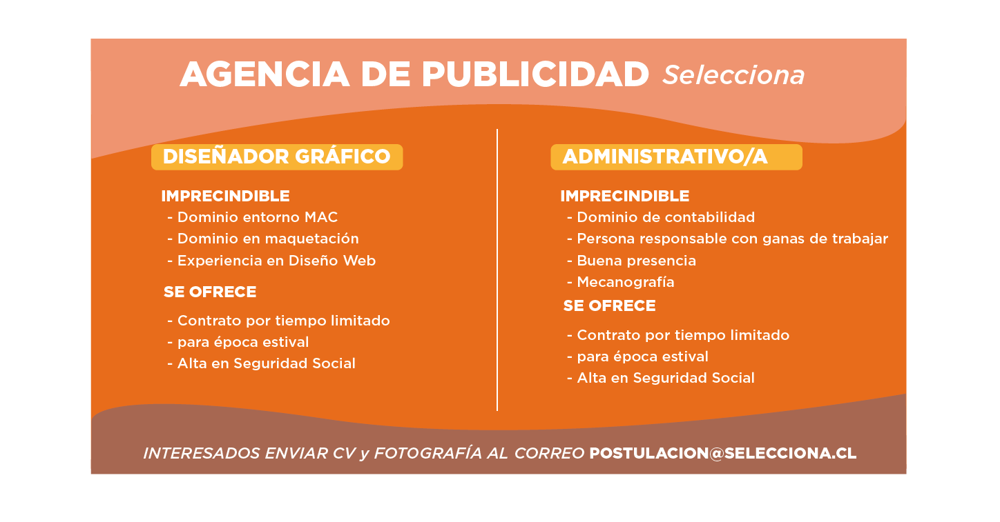 AGENCIA DE PUBLICIDAD Selecciona
DISEÑADOR GRÁFICO
IMPRECINDIBLE
- Dominio entorno MAC
- Dominio en maquetación
- Experiencia en Diseño Web
SE OFRECE
- Contrato por tiempo limitado
- para época estival
- Alta en Seguridad Social
ADMINISTRATIVO/A
IMPRECINDIBLE
- Dominio de contabilidad
- Persona responsable con ganas de trabajar
- Buena presencia
- Mecanografía
SE OFRECE
- Contrato por tiempo limitado
- para época estival
- Alta en Seguridad Social
INTERESADOS ENVIAR CV y FOTOGRAFÍA AL CORREO POSTULACION@SELECCIONA.CL